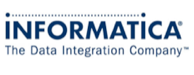 INFORMATICA®
The Data Integration Company™